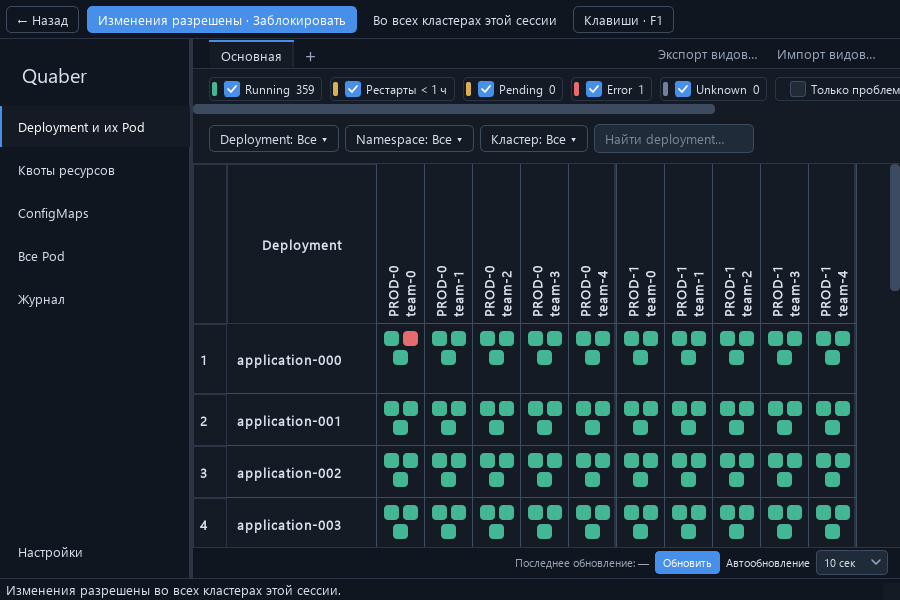 ← Назад
Изменения разрешены · Заблокировать
Во всех кластерах этой сессии
Клавиши · F1
Quaber
Deployment и их Pod
Квоты ресурсов
ConfigMaps
Все Pod
Журнал
Настройки
Основная
+
Экспорт видов...
Импорт видов...
Running 359
Рестарты < 1 ч
Pending 0
Error 1
Unknown 0
Только проблем
Deployment: Все
Namespace: Все
Кластер: Все
Найти deployment...
Deployment
PROD-0 team-0
PROD-0 team-1
PROD-0 team-2
PROD-0 team-3
PROD-0 team-4
PROD-1 team-0
PROD-1 team-1
PROD-1 team-2
PROD-1 team-3
PROD-1 team-4
1 application-000
2 application-001
3 application-002
4 application-003
Последнее обновление: —
Обновить
Автообновление
10 сек
Изменения разрешены во всех кластерах этой сессии.